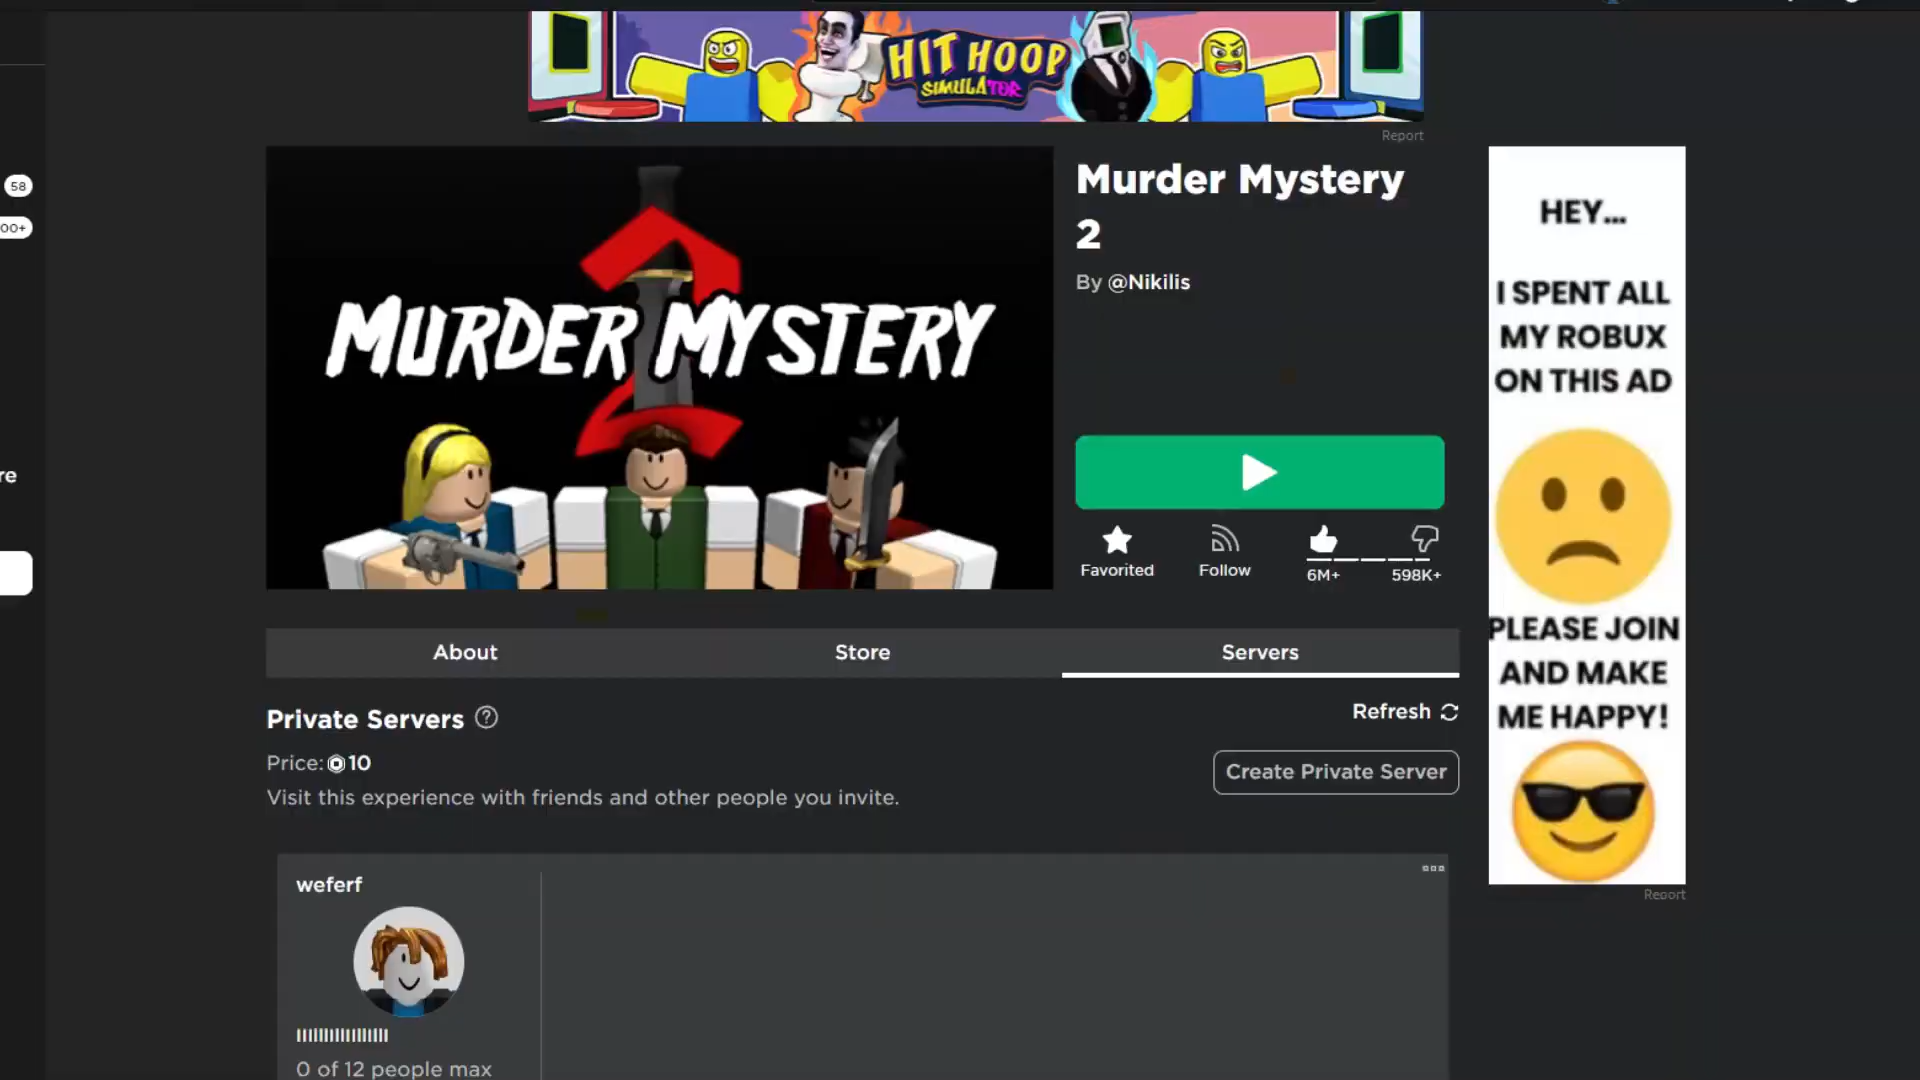 HIT HOOP
SIMULATOR
Report
58
00+
re
MURDER MYSTERY
2
Murder Mystery
2
By @Nikilis
Favorited
Follow
6M+
598K+
HEY...
I SPENT ALL
MY ROBUX
ON THIS AD
PLEASE JOIN
AND MAKE
ME HAPPY!
Report
About
Store
Servers
Private Servers
Refresh
Price: 10
Create Private Server
Visit this experience with friends and other people you invite.
weferf
0 of 12 people max